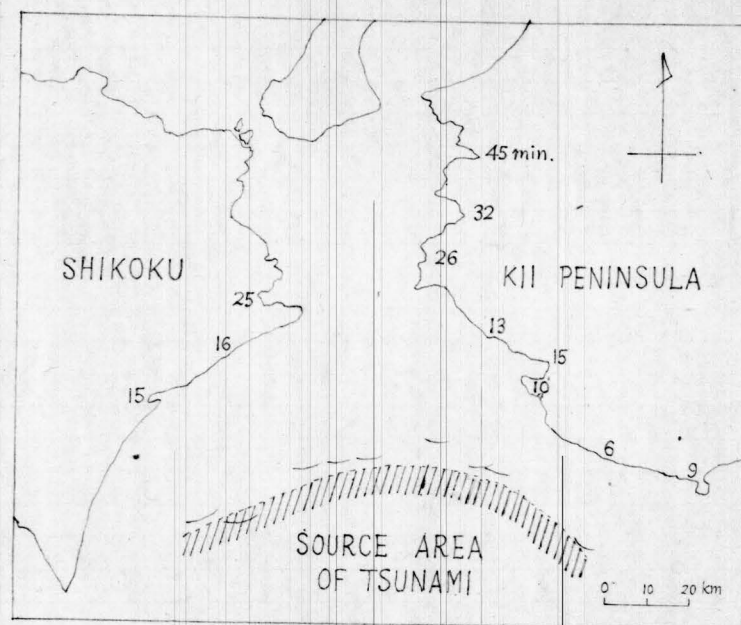 45 min.
32
26
SHIKOKU
KII PENINSULA
25
13
16
15
15
10
6
9
SOURCE AREA
OF TSUNAMI
0 10 20 km